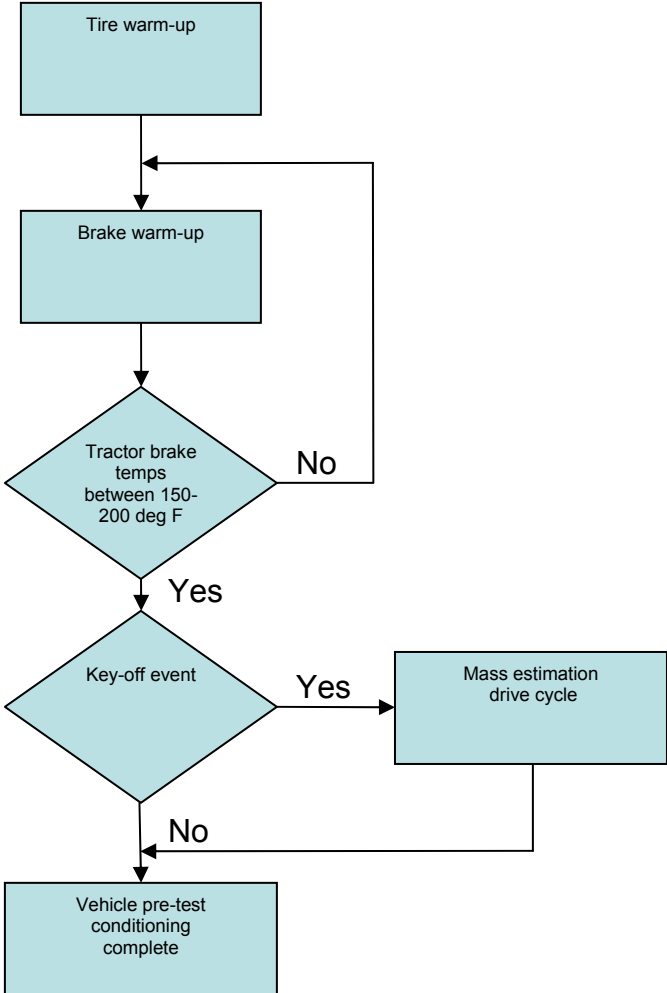 Tire warm-up
Brake warm-up
Tractor brake
temps
between 150-
200 deg F
No
Yes
Key-off event
Yes
Mass estimation
drive cycle
No
Vehicle pre-test
conditioning
complete